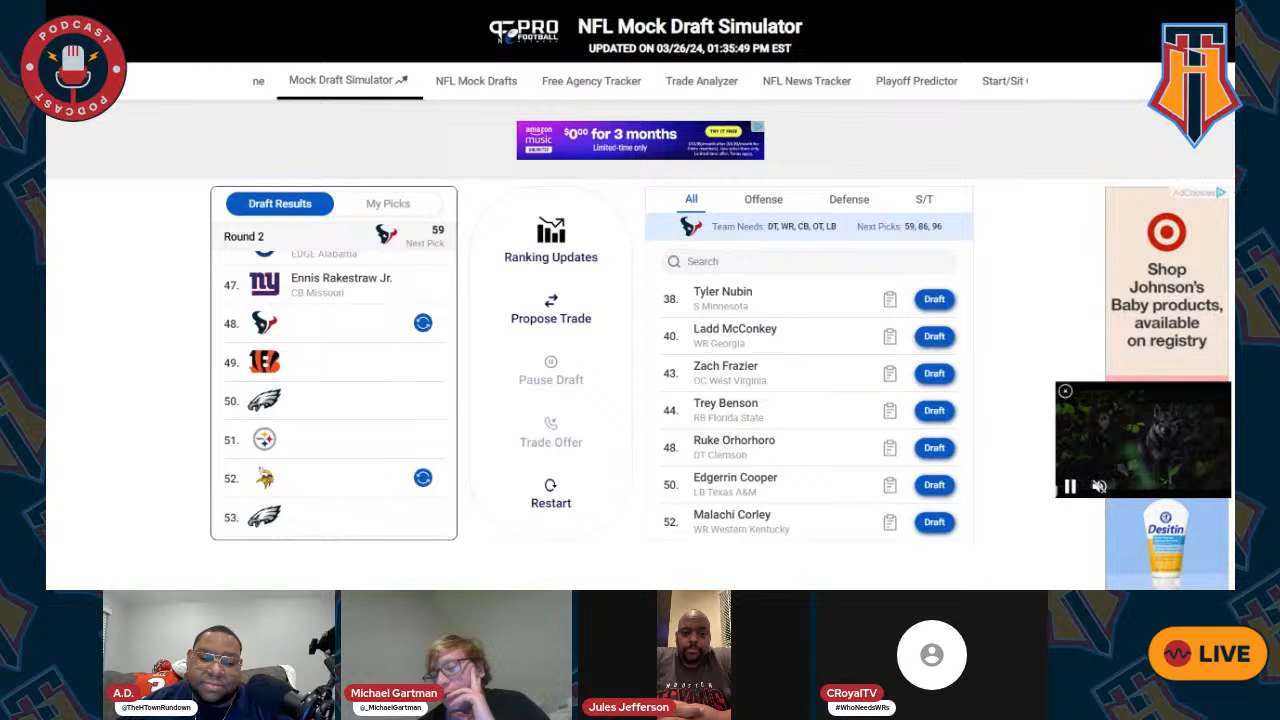 PODCAST
PODCAST
PRO
FOOTBALL
NETWORK
NFL Mock Draft Simulator
UPDATED ON 03/26/24, 01:35:49 PM EST
ne
Mock Draft Simulator
NFL Mock Drafts
Free Agency Tracker
Trade Analyzer
NFL News Tracker
Playoff Predictor
Start/Sit
amazon
music
UNLIMITED
$0⁰⁰ for 3 months
Limited-time only
TRY IT FREE
Draft Results
My Picks
Round 2
59
Next Pick
EDGE Alabama
47.
Ennis Rakestraw Jr.
CB Missouri
48.
49.
50.
51.
52.
53.
Ranking Updates
Propose Trade
Pause Draft
Trade Offer
Restart
All
Offense
Defense
S/T
Team Needs: DT, WR, CB, OT, LB
Next Picks: 59, 86, 96
Search
38.
Tyler Nubin
S Minnesota
Draft
40.
Ladd McConkey
WR Georgia
Draft
43.
Zach Frazier
OC West Virginia
Draft
44.
Trey Benson
RB Florida State
Draft
48.
Ruke Orhorhoro
DT Clemson
Draft
50.
Edgerrin Cooper
LB Texas A&M
Draft
52.
Malachi Corley
WR Western Kentucky
Draft
AdChoices
Shop
Johnson's
Baby products,
available
on registry
Desitin
A.D.
@TheHTownRundown
Michael Gartman
@_MichaelGartman
HOUSTON
Jules Jefferson
CRoyalTV
#WhoNeedsWRs
LIVE